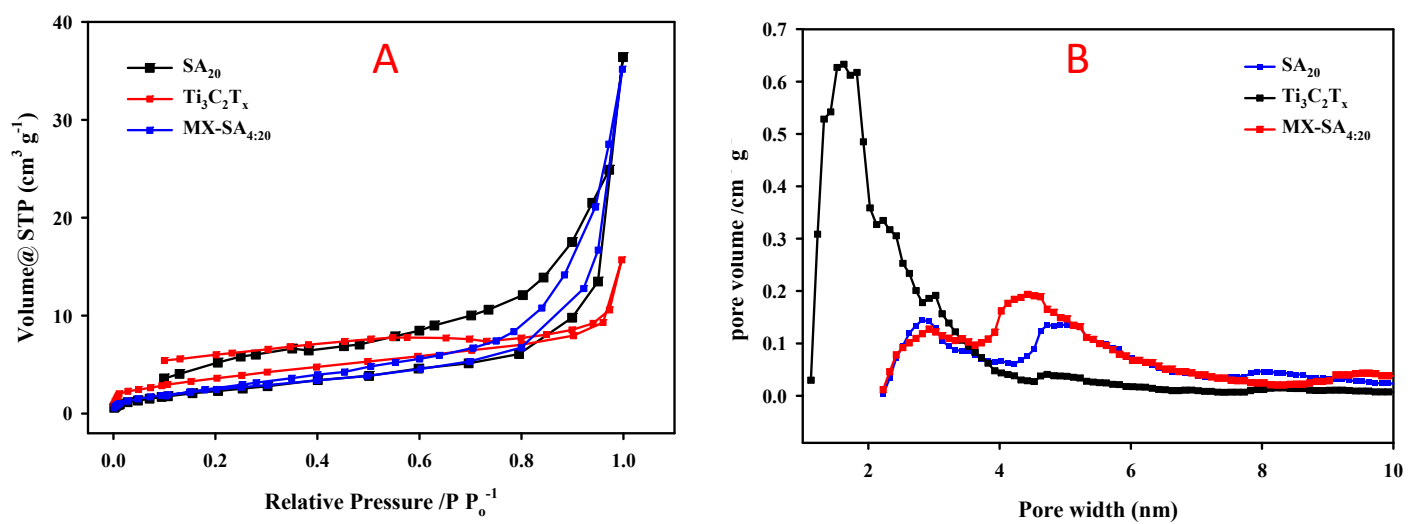 A
SA20
Ti3C2Tx
MX-SA4:20
Volume@ STP (cm3 g-1)
40
30
20
10
0
0.0 0.2 0.4 0.6 0.8 1.0
Relative Pressure /P Po-1
B
SA20
Ti3C2Tx
MX-SA4:20
pore volume /cm g
0.7
0.6
0.5
0.4
0.3
0.2
0.1
0.0
2 4 6 8 10
Pore width (nm)